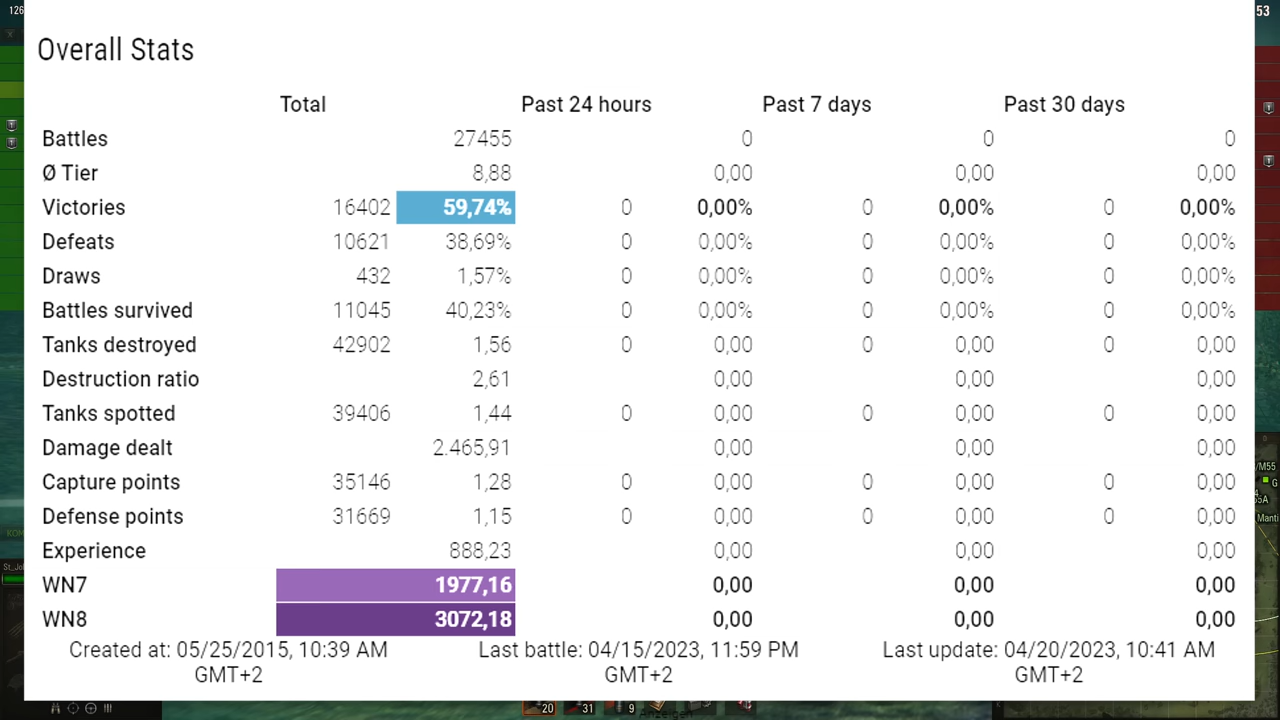 126
53
Overall Stats
Total Past 24 hours Past 7 days Past 30 days
Battles 27455 0 0 0
Ø Tier 8,88 0,00 0,00 0,00
Victories 16402 59,74% 0 0,00% 0 0,00% 0 0,00%
Defeats 10621 38,69% 0 0,00% 0 0,00% 0 0,00%
Draws 432 1,57% 0 0,00% 0 0,00% 0 0,00%
Battles survived 11045 40,23% 0 0,00% 0 0,00% 0 0,00%
Tanks destroyed 42902 1,56 0 0,00 0 0,00 0 0,00
Destruction ratio 2,61 0,00 0,00 0,00
Tanks spotted 39406 1,44 0 0,00 0 0,00 0 0,00
Damage dealt 2.465,91 0,00 0,00 0,00
Capture points 35146 1,28 0 0,00 0 0,00 0 0,00
Defense points 31669 1,15 0 0,00 0 0,00 0 0,00
Experience 888,23 0,00 0,00 0,00
WN7 1977,16 0,00 0,00 0,00
WN8 3072,18 0,00 0,00 0,00
Created at: 05/25/2015, 10:39 AM GMT+2
Last battle: 04/15/2023, 11:59 PM GMT+2
Last update: 04/20/2023, 10:41 AM GMT+2
/M55
G
Manti
20 31 9
Anzeigen